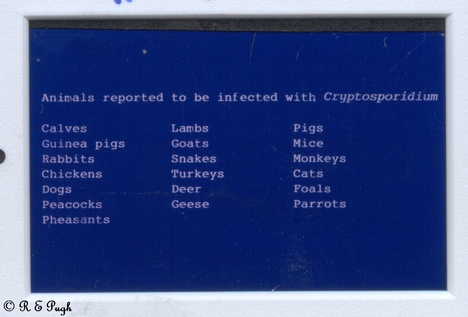 Animals reported to be infected with Cryptosporidium
Calves Lambs Pigs
Guinea pigs Goats Mice
Rabbits Snakes Monkeys
Chickens Turkeys Cats
Dogs Deer Foals
Peacocks Geese Parrots
Pheasants
© R & Pugh